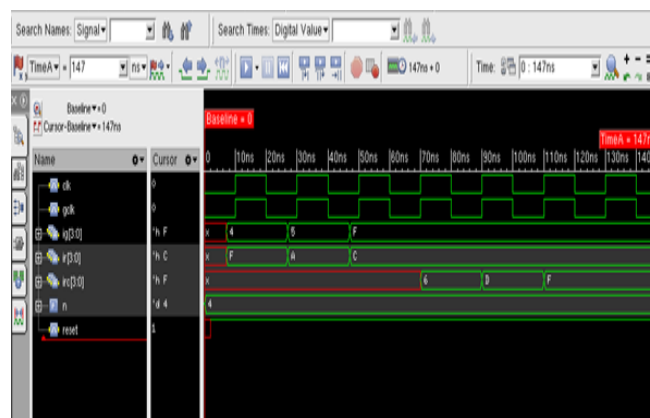 Search Names: Signal
Search Times: Digital Value
TimeA = 147 ns
147ns + 0
Time: 0 : 147ns
Baseline = 0
Cursor-Baseline = 147ns
Baseline = 0
TimeA = 147n
Name Cursor
0 10ns 20ns 30ns 40ns 50ns 60ns 70ns 80ns 90ns 100ns 110ns 120ns 130ns 140
clk 0
gclk 0
ig[3:0] 'h F x 4 5 F
ir[3:0] 'h C x F A C
irc[3:0] 'h F x 6 D F
n 'd 4 4
reset 1